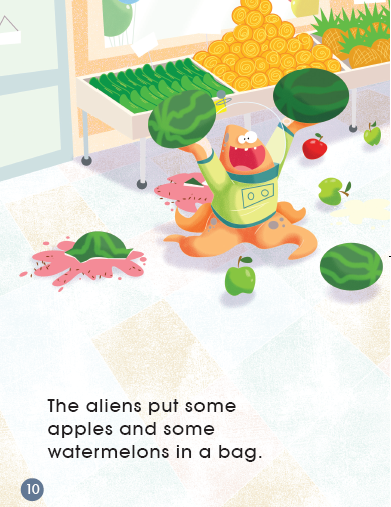 The aliens put some
apples and some
watermelons in a bag.
10